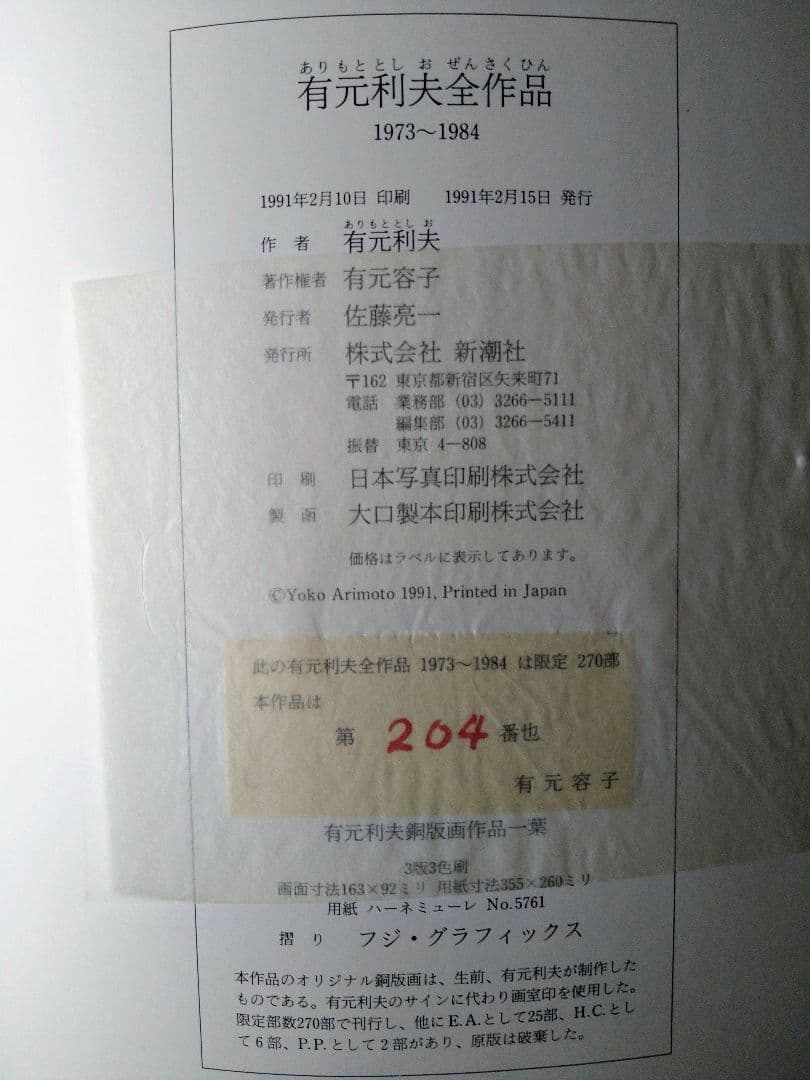 ありもととし お ぜんさくひん
有元利夫全作品
1973〜1984
1991年2月10日 印刷 1991年2月15日 発行
ありもととし お
作 者 有元利夫
著作権者 有元容子
発行者 佐藤亮一
発行所 株式会社 新潮社
〒162 東京都新宿区矢来町71
電話 業務部 (03) 3266−5111
編集部 (03) 3266−5411
振替 東京 4−808
印 刷 日本写真印刷株式会社
製 函 大口製本印刷株式会社
価格はラベルに表示してあります。
©Yoko Arimoto 1991, Printed in Japan
此の有元利夫全作品 1973〜1984 は限定 270部
本作品は
第 204 番也
有元容子
有元利夫銅版画作品一葉
3版3色刷
画面寸法163×92ミリ 用紙寸法355×260ミリ
用紙 ハーネミューレ No.5761
摺 り フジ・グラフィックス
本作品のオリジナル銅版画は、生前、有元利夫が制作した
ものである。有元利夫のサインに代わり画室印を使用した。
限定部数270部で刊行し、他にE.A.として25部、H.C.とし
て6部、P.P.として2部があり、原版は破棄した。